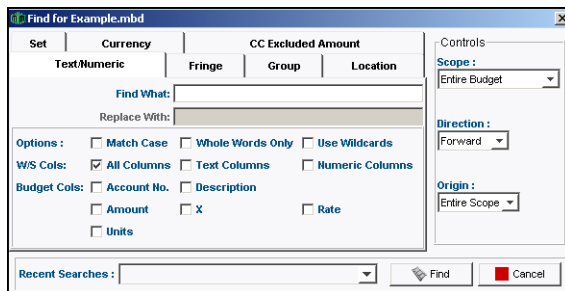 Find for Example.mbd
Set Currency CC Excluded Amount
Text/Numeric Fringe Group Location
Find What:
Replace With:
Options : Match Case Whole Words Only Use Wildcards
W/S Cols: All Columns Text Columns Numeric Columns
Budget Cols: Account No. Description
Amount X Rate
Units
Controls
Scope :
Entire Budget
Direction :
Forward
Origin :
Entire Scope
Recent Searches : Find Cancel